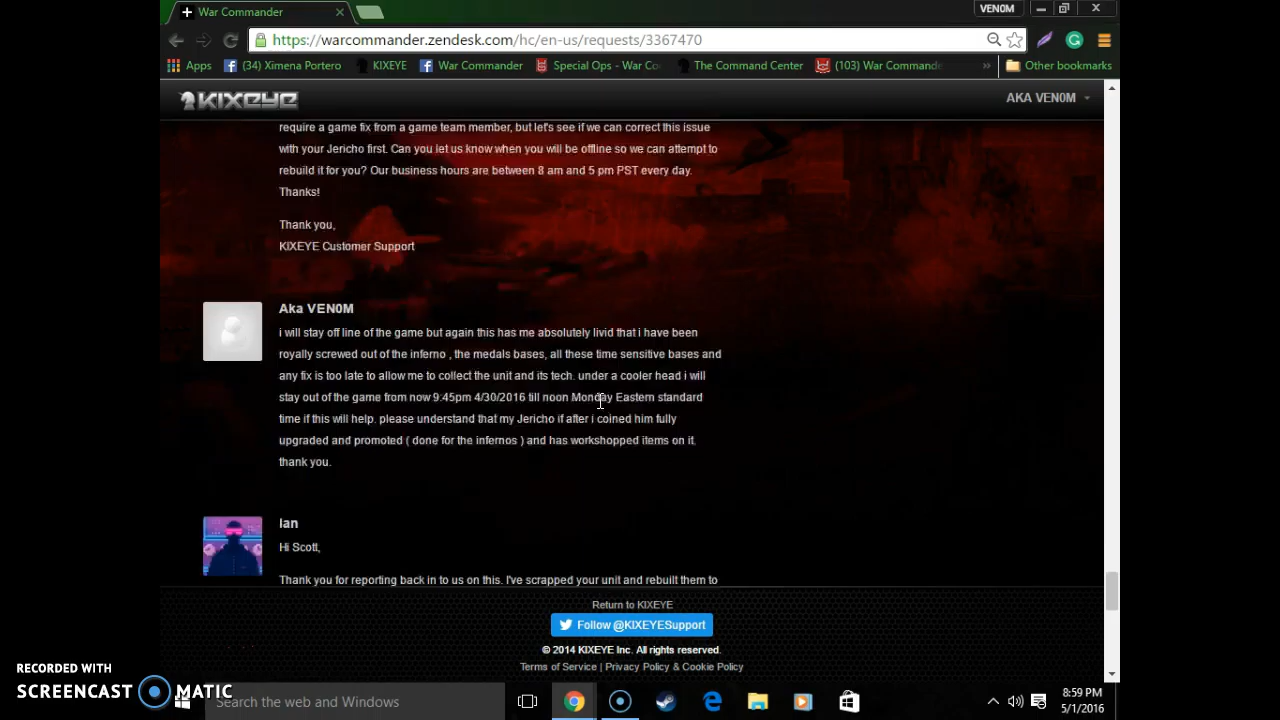 War Commander
VEN0M
https://warcommander.zendesk.com/hc/en-us/requests/3367470
Apps
(34) Ximena Portero
KIXEYE
War Commander
Special Ops - War Co
The Command Center
(103) War Commande
»
Other bookmarks
KIXEYE
AKA VEN0M
require a game fix from a game team member, but let's see if we can correct this issue
with your Jericho first. Can you let us know when you will be offline so we can attempt to
rebuild it for you? Our business hours are between 8 am and 5 pm PST every day.
Thanks!
Thank you,
KIXEYE Customer Support
Aka VEN0M
i will stay off line of the game but again this has me absolutely livid that i have been
royally screwed out of the inferno , the medals bases, all these time sensitive bases and
any fix is too late to allow me to collect the unit and its tech. under a cooler head i will
stay out of the game from now 9:45pm 4/30/2016 till noon Monday Eastern standard
time if this will help. please understand that my Jericho if after i coined him fully
upgraded and promoted ( done for the infernos ) and has workshopped items on it.
thank you.
Ian
Hi Scott,
Thank you for reporting back in to us on this. I've scrapped your unit and rebuilt them to
Return to KIXEYE
Follow @KIXEYESupport
© 2014 KIXEYE Inc. All rights reserved.
Terms of Service | Privacy Policy & Cookie Policy
RECORDED WITH
SCREENCAST MATIC
Search the web and Windows
8:59 PM
5/1/2016